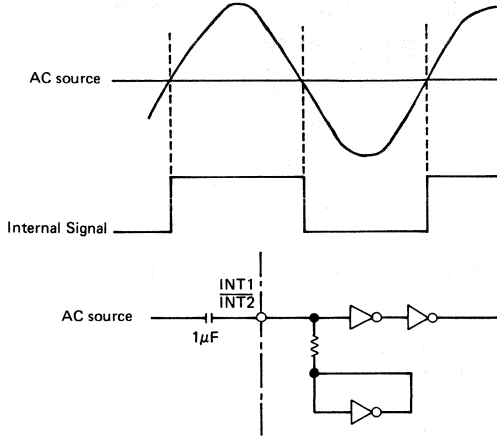 AC source
Internal Signal
INT1
INT2
AC source
1μF